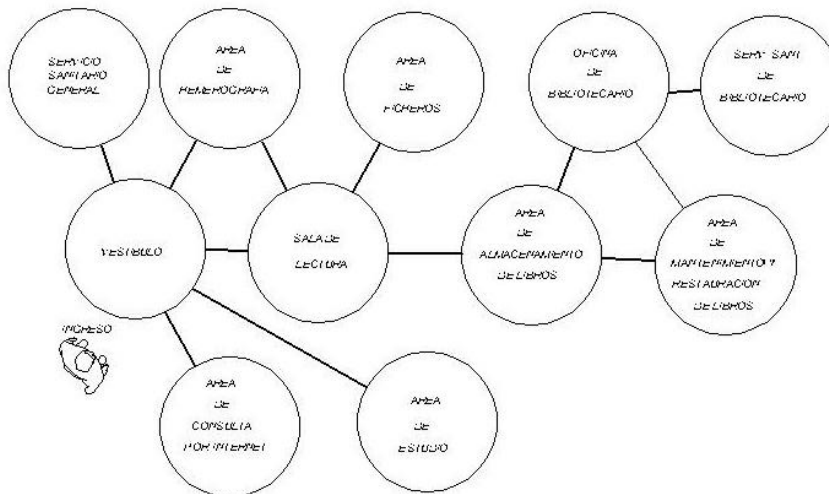 SERVICIO
SANITARIO
GENERAL
AREA
DE
HEMEROGRAFIA
AREA
DE
FICHEROS
OFICINA
DE
BIBLIOTECARIO
SERV. SANT.
DE
BIBLIOTECARIO
VESTIBULO
SALA DE
LECTURA
AREA
DE
ALMACENAMIENTO
DE LIBROS
AREA
DE
MANTENIMIENTO Y
RESTAURACION
DE LIBROS
INGRESO
AREA
DE
CONSULTA
POR INTERNET
AREA
DE
ESTUDIO